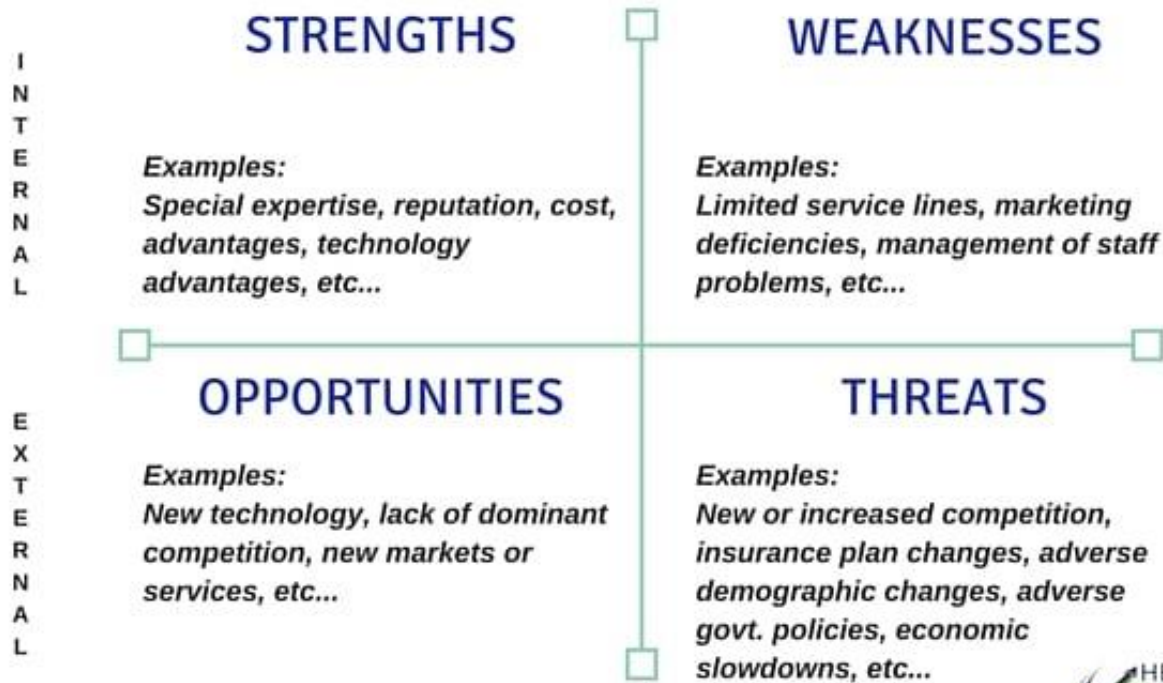 STRENGTHS
WEAKNESSES
INTERNAL
Examples:
Special expertise, reputation, cost,
advantages, technology
advantages, etc...
Examples:
Limited service lines, marketing
deficiencies, management of staff
problems, etc...
OPPORTUNITIES
THREATS
EXTERNAL
Examples:
New technology, lack of dominant
competition, new markets or
services, etc...
Examples:
New or increased competition,
insurance plan changes, adverse
demographic changes, adverse
govt. policies, economic
slowdowns, etc...